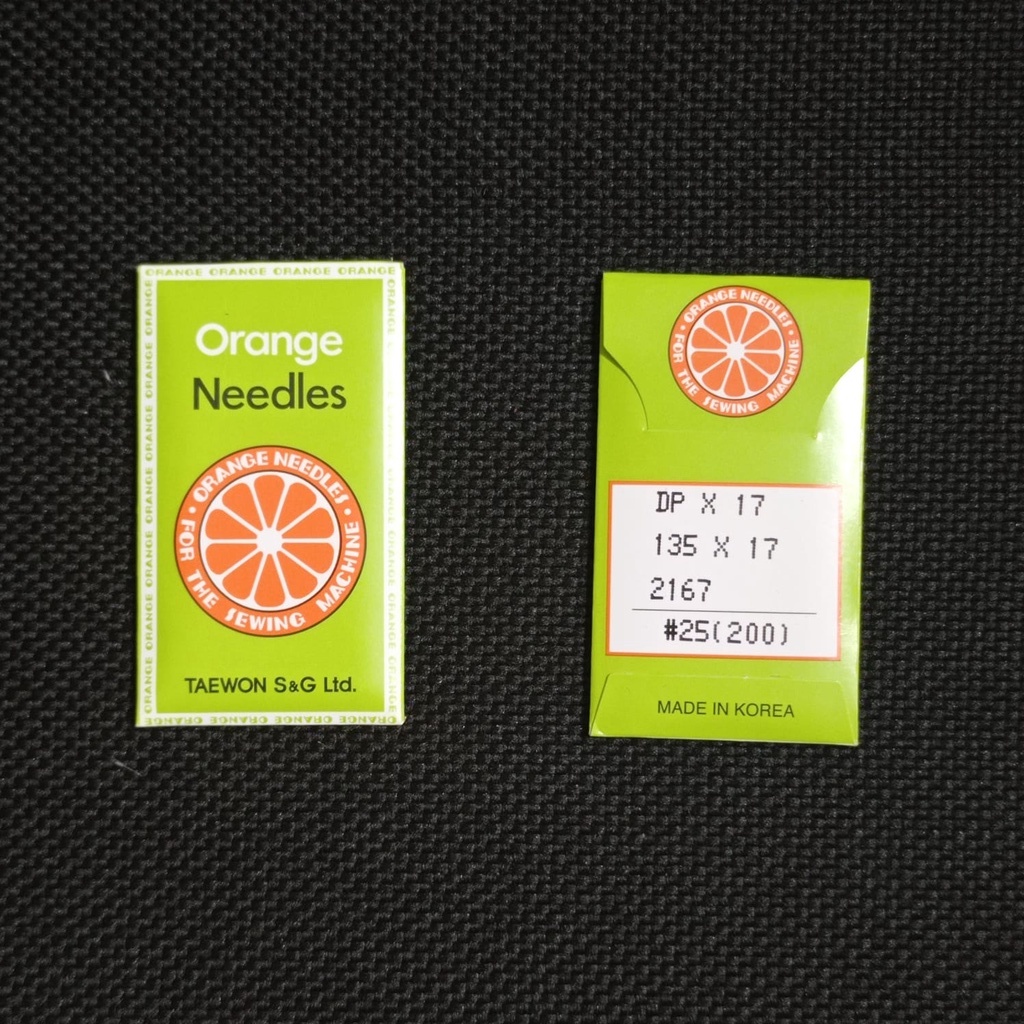 ORANGE ORANGE ORANGE ORANGE
Orange
Needles
ORANGE NEEDLES
• FOR THE SEWING MACHINE •
TAEWON S&G Ltd.
ORANGE NEEDLES
• FOR THE SEWING MACHINE •
DP X 17
135 X 17
2167
#25(200)
MADE IN KOREA